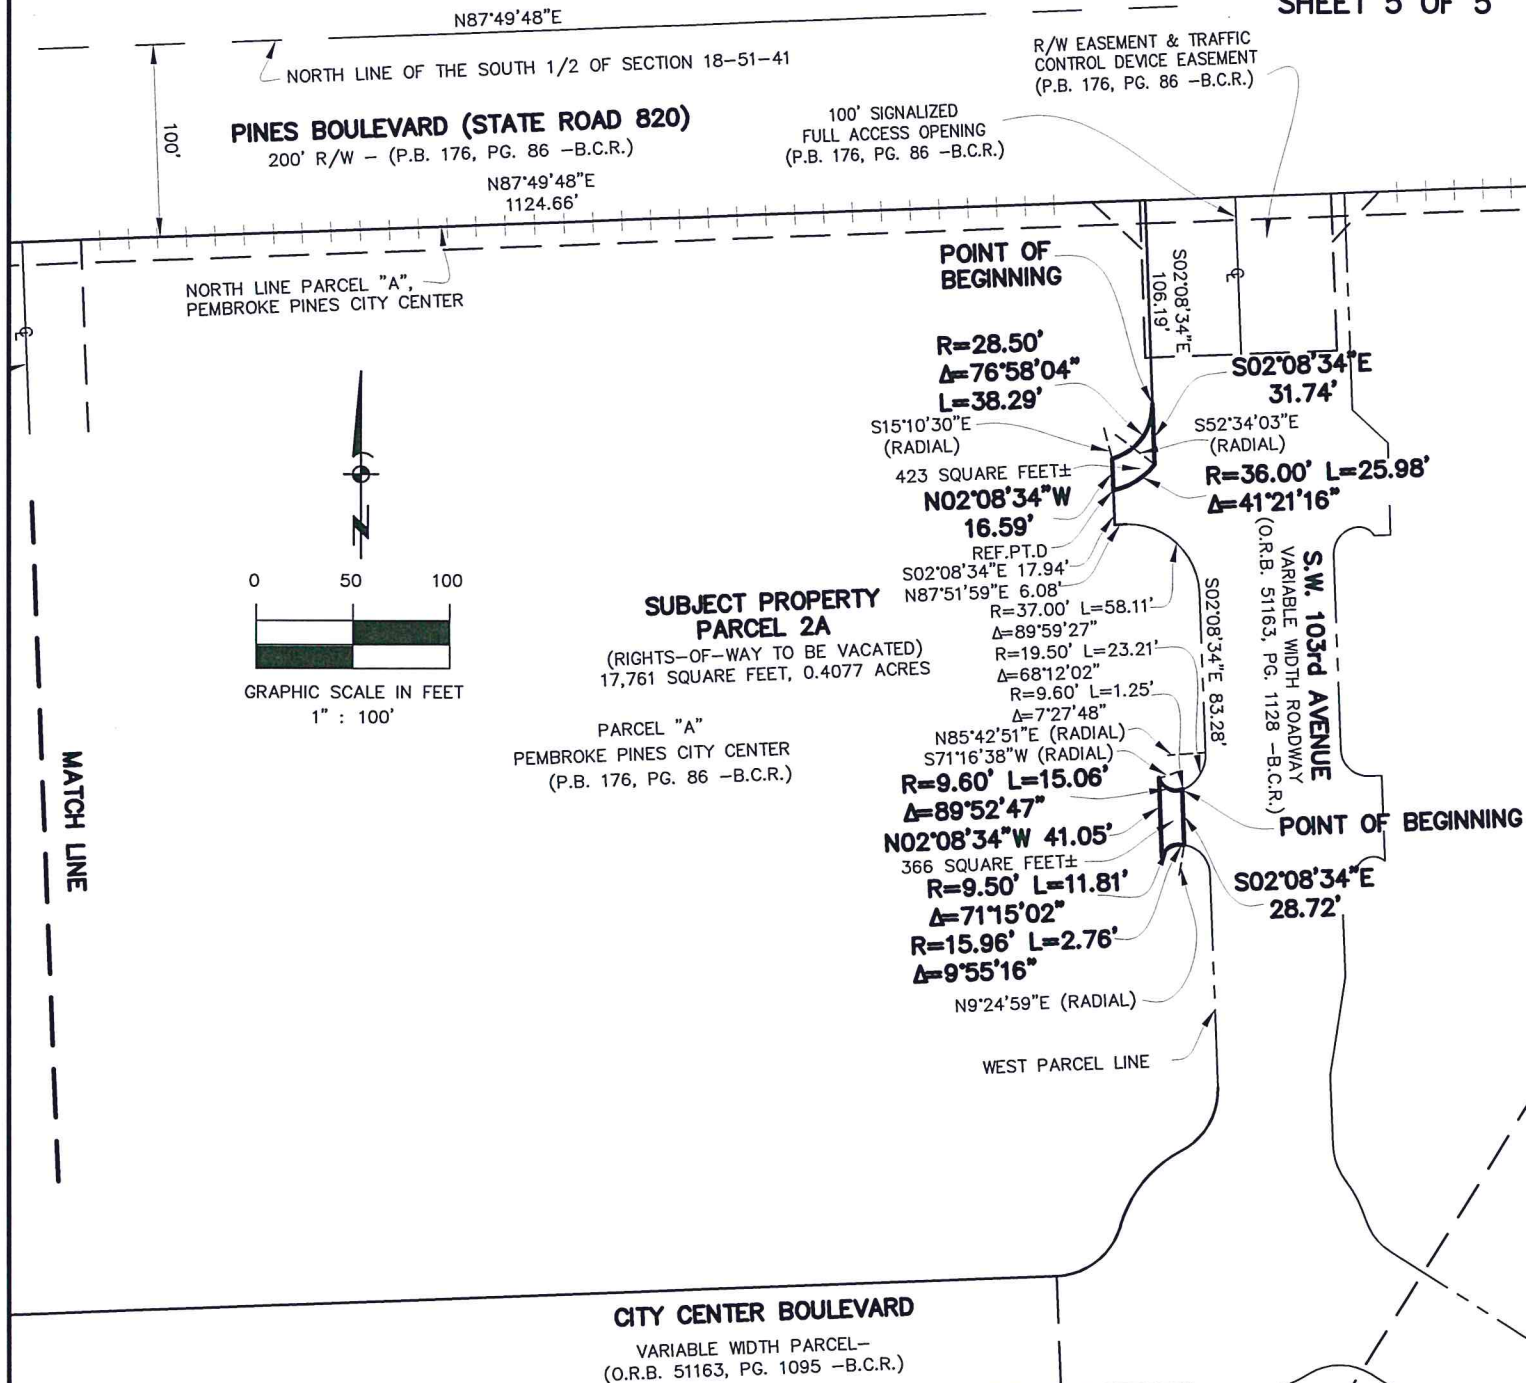 SHEET 5 OF 5
N87°49'48"E
NORTH LINE OF THE SOUTH 1/2 OF SECTION 18-51-41
R/W EASEMENT & TRAFFIC
CONTROL DEVICE EASEMENT
(P.B. 176, PG. 86 -B.C.R.)
100'
PINES BOULEVARD (STATE ROAD 820)
200' R/W - (P.B. 176, PG. 86 -B.C.R.)
100' SIGNALIZED
FULL ACCESS OPENING
(P.B. 176, PG. 86 -B.C.R.)
N87°49'48"E
1124.66'
NORTH LINE PARCEL "A",
PEMBROKE PINES CITY CENTER
POINT OF
BEGINNING
S02°08'34"E
106.19'
R=28.50'
Δ=76°58'04"
L=38.29'
S02°08'34"E
31.74'
S15°10'30"E
(RADIAL)
S52°34'03"E
(RADIAL)
423 SQUARE FEET±
R=36.00' L=25.98'
Δ=41°21'16"
N02°08'34"W
16.59'
REF.PT.D
S02°08'34"E 17.94'
N87°51'59"E 6.08'
R=37.00' L=58.11'
Δ=89°59'27"
R=19.50' L=23.21'
Δ=68°12'02"
R=9.60' L=1.25'
Δ=7°27'48"
N85°42'51"E (RADIAL)
S71°16'38"W (RADIAL)
R=9.60' L=15.06'
Δ=89°52'47"
N02°08'34"W 41.05'
366 SQUARE FEET±
R=9.50' L=11.81'
Δ=71°15'02"
R=15.96' L=2.76'
Δ=9°55'16"
N9°24'59"E (RADIAL)
WEST PARCEL LINE
S02°08'34"E 83.28'
S.W. 103rd AVENUE
VARIABLE WIDTH ROADWAY
(O.R.B. 51163, PG. 1128 -B.C.R.)
POINT OF BEGINNING
S02°08'34"E
28.72'
N
0 50 100
GRAPHIC SCALE IN FEET
1" : 100'
SUBJECT PROPERTY
PARCEL 2A
(RIGHTS-OF-WAY TO BE VACATED)
17,761 SQUARE FEET, 0.4077 ACRES
PARCEL "A"
PEMBROKE PINES CITY CENTER
(P.B. 176, PG. 86 -B.C.R.)
MATCH LINE
CITY CENTER BOULEVARD
VARIABLE WIDTH PARCEL-
(O.R.B. 51163, PG. 1095 -B.C.R.)